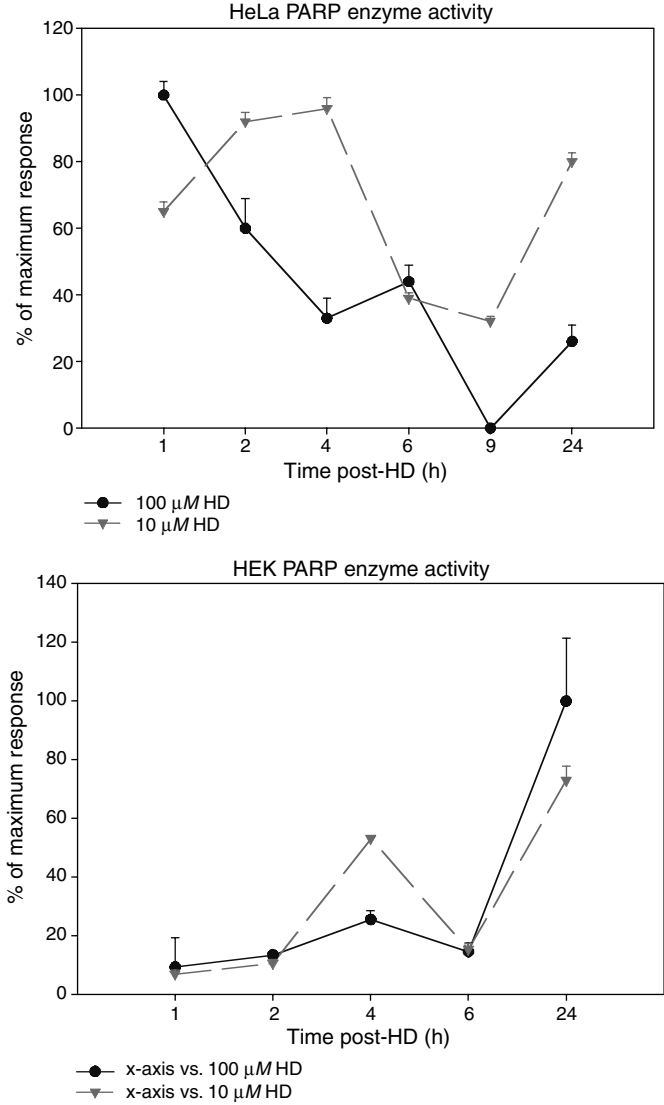 HeLa PARP enzyme activity
120
100
80
60
40
20
0
% of maximum response
1 2 4 6 9 24
Time post-HD (h)
100 μM HD
10 μM HD
HEK PARP enzyme activity
140
120
100
80
60
40
20
0
% of maximum response
1 2 4 6 24
Time post-HD (h)
x-axis vs. 100 μM HD
x-axis vs. 10 μM HD